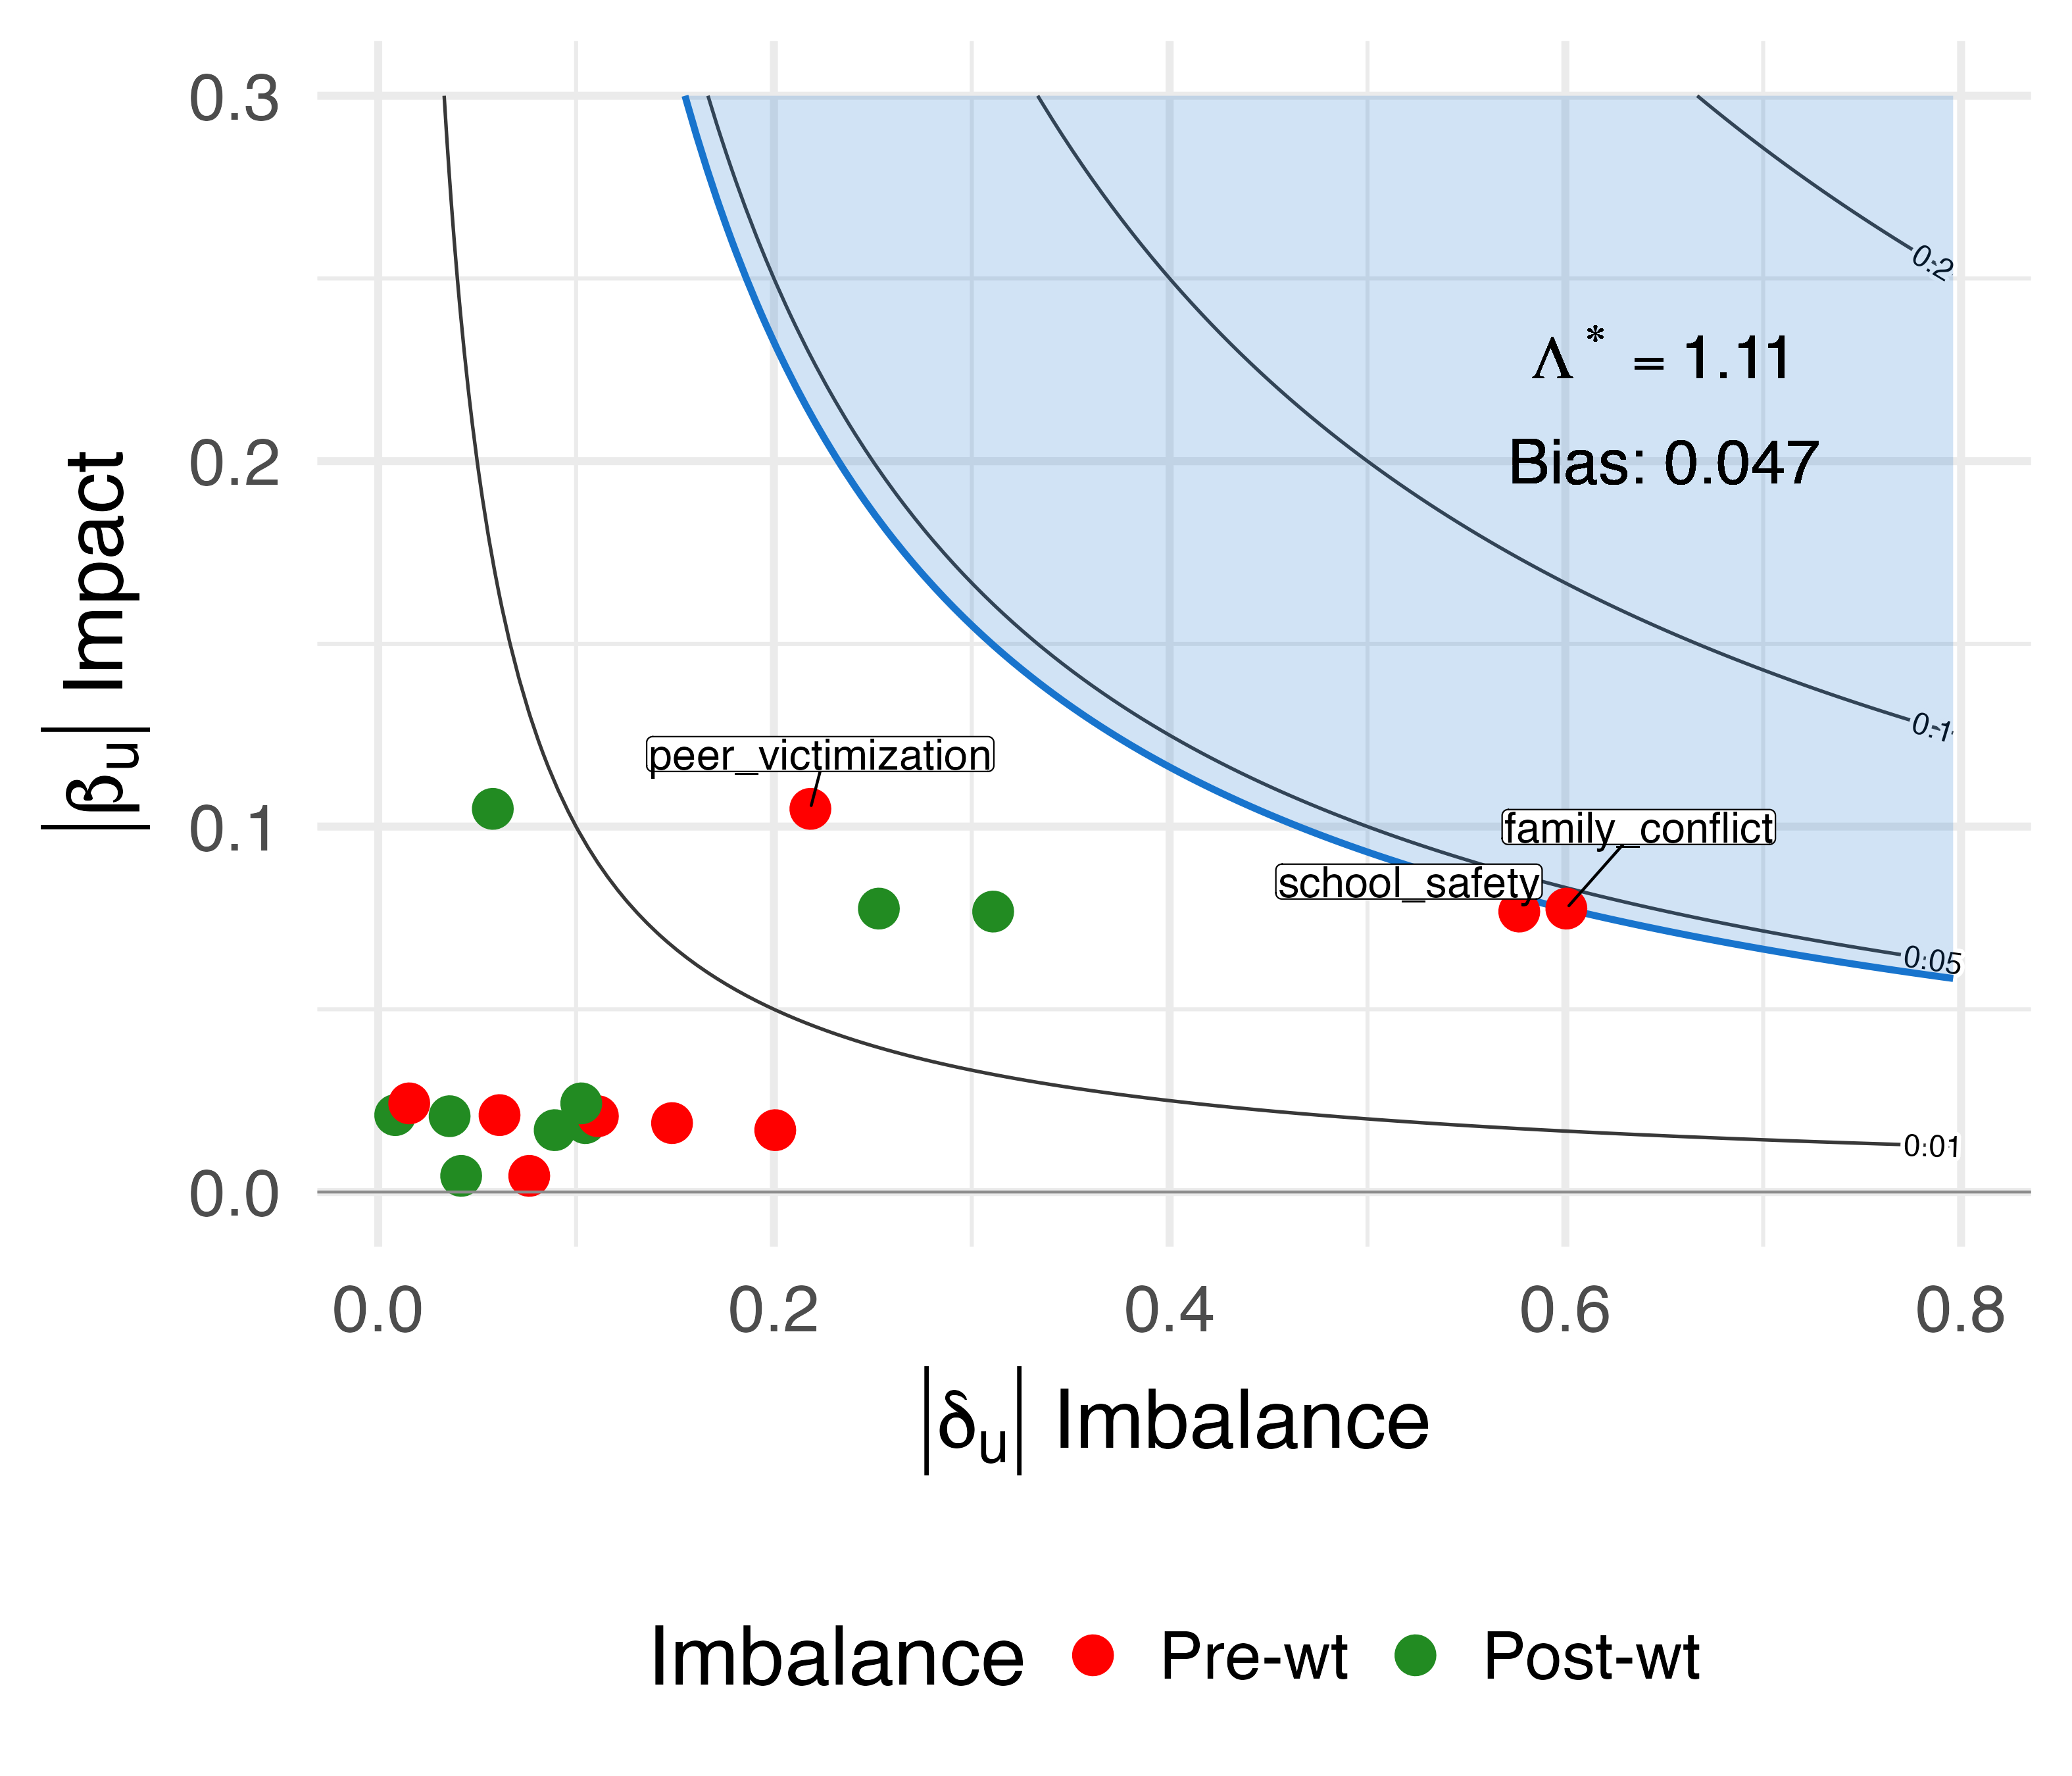 0.3
0.2
0.1
0.0
|βu| Impact
0.2
Λ* = 1.11
Bias: 0.047
0.1
peer_victimization
family_conflict
school_safety
0.05
0.01
0.0 0.2 0.4 0.6 0.8
|δu| Imbalance
Imbalance Pre-wt Post-wt